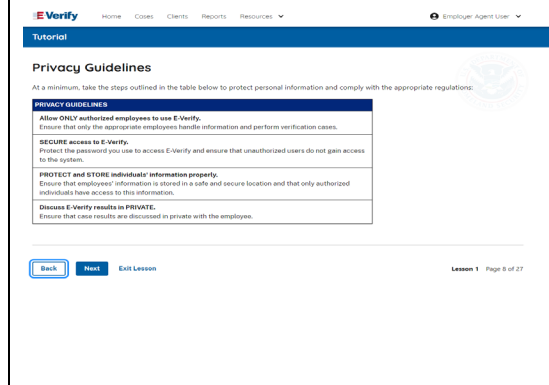 E-Verify Home Cases Clients Reports Resources Employer Agent User
Tutorial
Privacy Guidelines
At a minimum, take the steps outlined in the table below to protect personal information and comply with the appropriate regulations:
PRIVACY GUIDELINES
Allow ONLY authorized employees to use E-Verify.
Ensure that only the appropriate employees handle information and perform verification cases.
SECURE access to E-Verify.
Protect the password you use to access E-Verify and ensure that unauthorized users do not gain access
to the system.
PROTECT and STORE individuals' information properly.
Ensure that employees' information is stored in a safe and secure location and that only authorized
individuals have access to this information.
Discuss E-Verify results in PRIVATE.
Ensure that case results are discussed in private with the employee.
Back Next Exit Lesson Lesson 1 Page 8 of 27